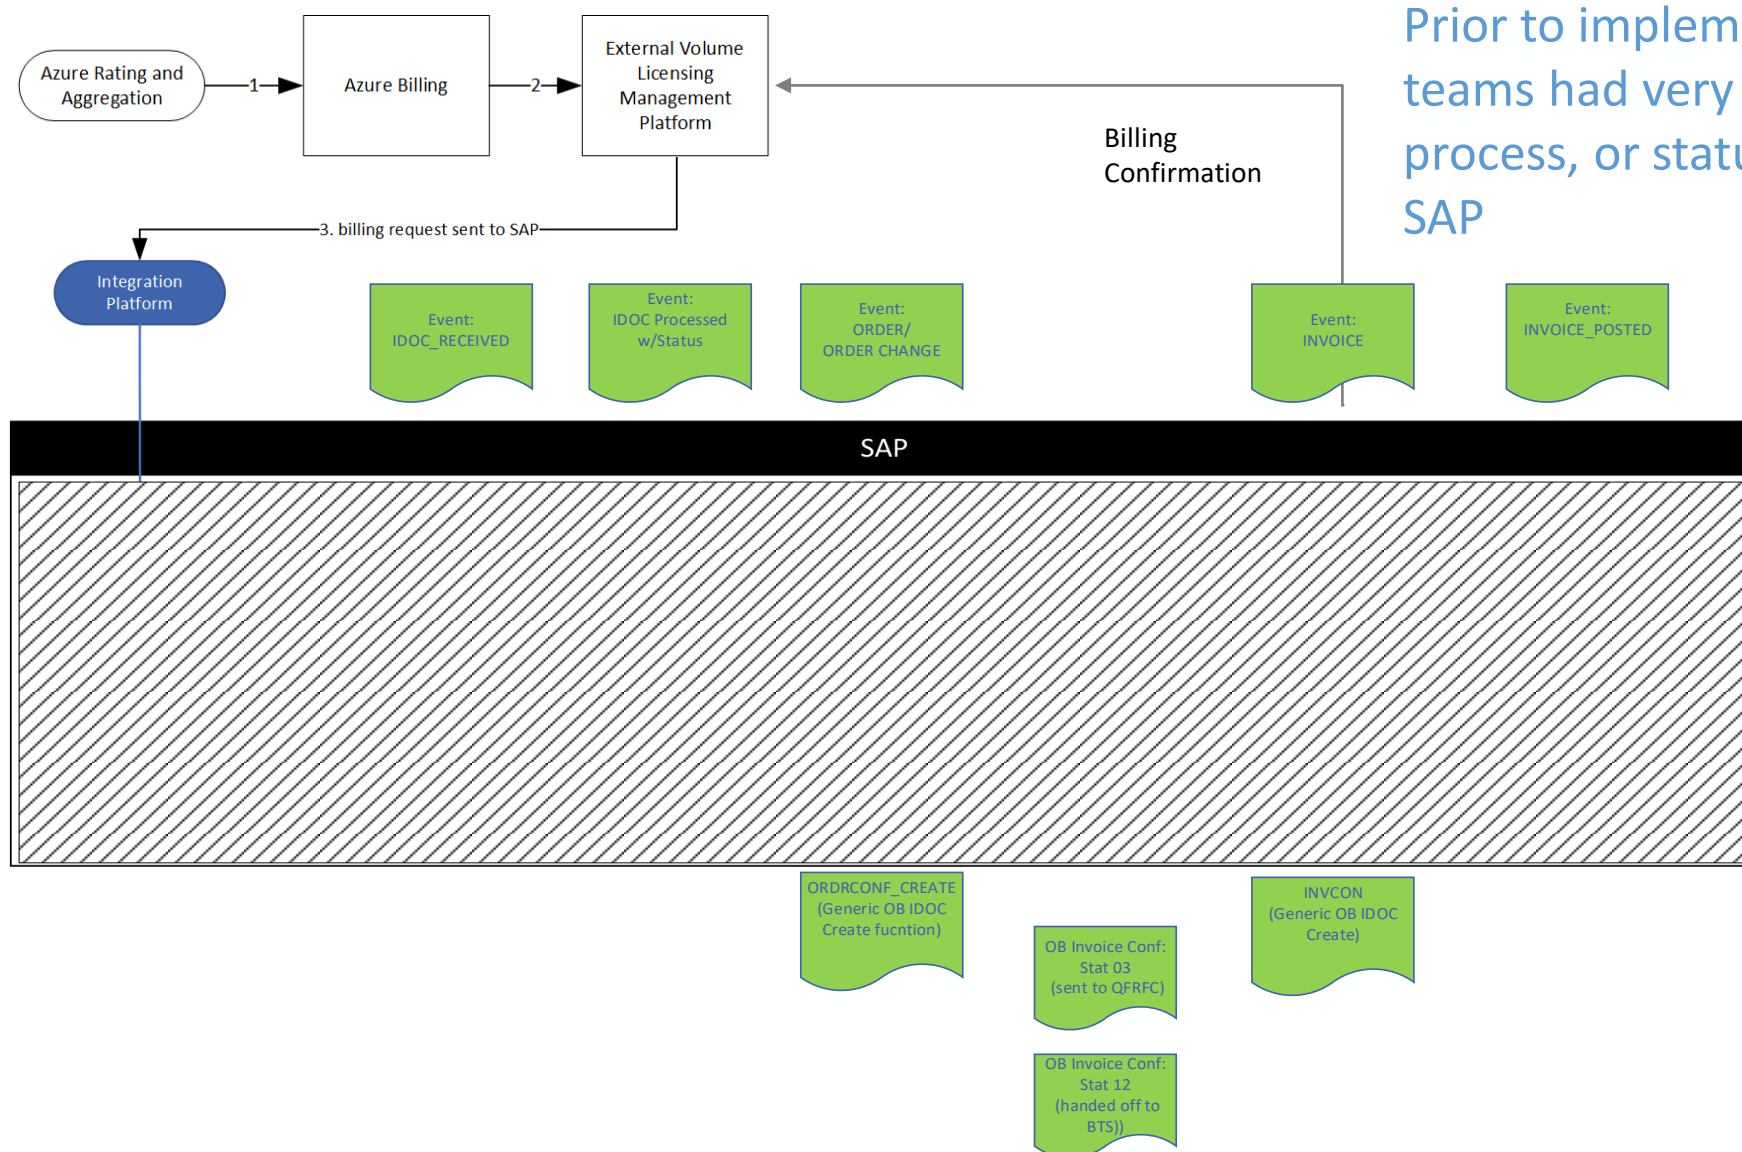 Prior to implem
teams had very
process, or statu
SAP
Azure Rating and
Aggregation
1
Azure Billing
2
External Volume
Licensing
Management
Platform
Billing
Confirmation
3. billing request sent to SAP
Integration
Platform
Event:
IDOC_RECEIVED
Event:
IDOC Processed
w/Status
Event:
ORDER/
ORDER CHANGE
Event:
INVOICE
Event:
INVOICE_POSTED
SAP
ORDRCONF_CREATE
(Generic OB IDOC
Create fucntion)
OB Invoice Conf:
Stat 03
(sent to QFRFC)
INVCON
(Generic OB IDOC
Create)
OB Invoice Conf:
Stat 12
(handed off to
BTS))